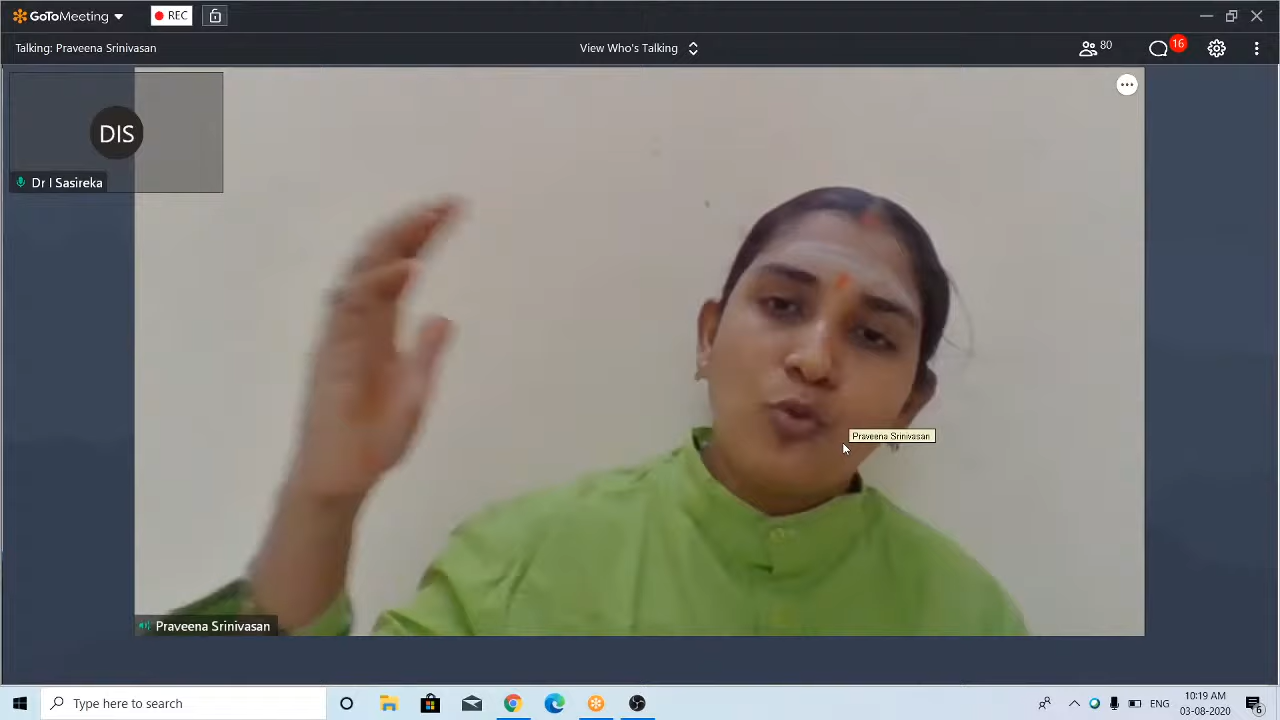 GoToMeeting
REC
Talking: Praveena Srinivasan
View Who's Talking
80
16
DIS
Dr I Sasireka
Praveena Srinivasan
Praveena Srinivasan
Type here to search
ENG
10:19 AM
03-08-2020
6